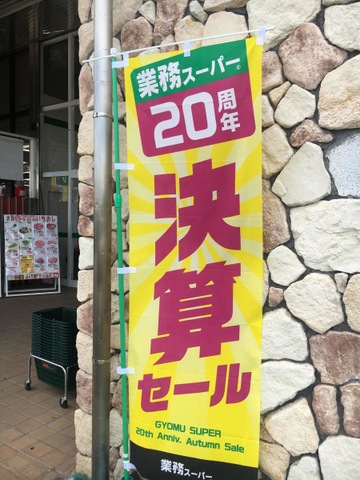 業務スーパー®
20周年
決算
セール
GYOMU SUPER
20th Anniv. Autumn Sale
業務スーパー